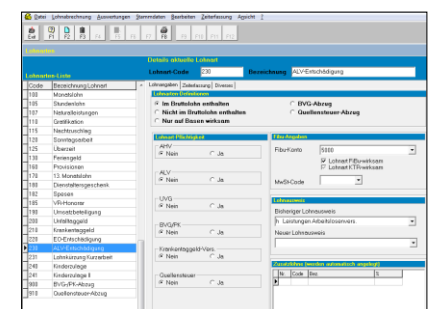 Datei Lohnabrechnung Auswertungen Stammdaten Bearbeiten Zeiterfassung Ansicht ?
Esc F1 F2 F3 F4 F5 F6 F7 F8 F9 F10 F11 F12
Lohnarten
Details aktuelle Lohnart
Lohnart-Code 230 Bezeichnung ALV-Entschädigung
Lohnarten-Liste
Code Bezeichnung Lohnart
100 Monatslohn
105 Stundenlohn
107 Naturalleistungen
110 Gratifikation
115 Nachtzuschlag
120 Sonntagsarbeit
125 Überzeit
130 Feriengeld
160 Provisionen
170 13. Monatslohn
180 Dienstaltersgeschenk
182 Spesen
185 VR-Honorar
190 Umsatzbeteiligung
200 Unfalltaggeld
210 Krankentaggeld
220 EO-Entschädigung
230 ALV-Entschädigung
231 Lohnkürzung Kurzarbeit
240 Kinderzulage
241 Kinderzulage II
900 BVG-/PK-Abzug
910 Quellensteuer-Abzug
Lohnangaben Zeiterfassung Diverses
Lohnarten-Definitionen
Im Bruttolohn enthalten BVG-Abzug
Nicht im Bruttolohn enthalten Quellensteuer-Abzug
Nur auf Basen wirksam
Lohnart-Pflichtigkeit
AHV
Nein Ja
ALV
Nein Ja
UVG
Nein Ja
BVG/PK
Nein Ja
Krankentaggeld-Vers.
Nein Ja
Quellensteuer
Nein Ja
Fibu-Angaben
Fibu-Konto 5000
Lohnart FIBU-wirksam
Lohnart KTR-wirksam
MwSt-Code
Lohnausweis
Bisheriger Lohnausweis
Leistungen Arbeitslosenvers.
Neuer Lohnausweis
Zusatzlöhne (werden automatisch angelegt)
Nr. Code Bez. %